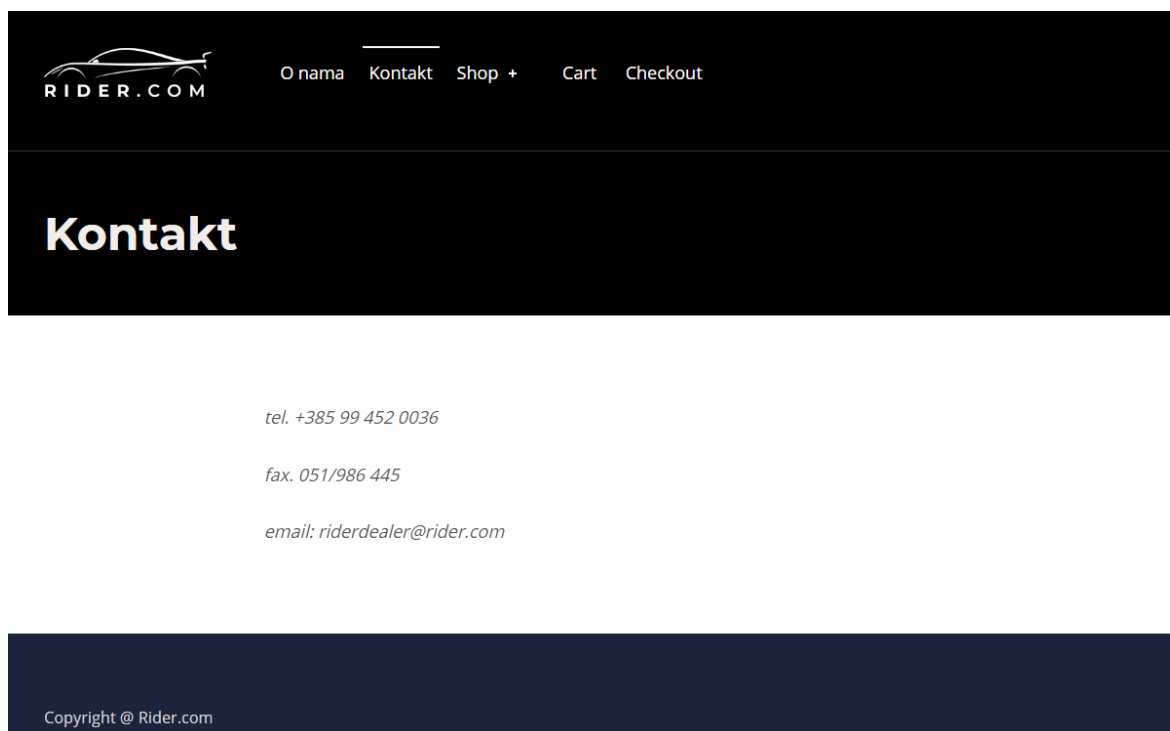 RIDER.COM
O nama Kontakt Shop + Cart Checkout
Kontakt
tel. +385 99 452 0036
fax. 051/986 445
email: riderdealer@rider.com
Copyright @ Rider.com